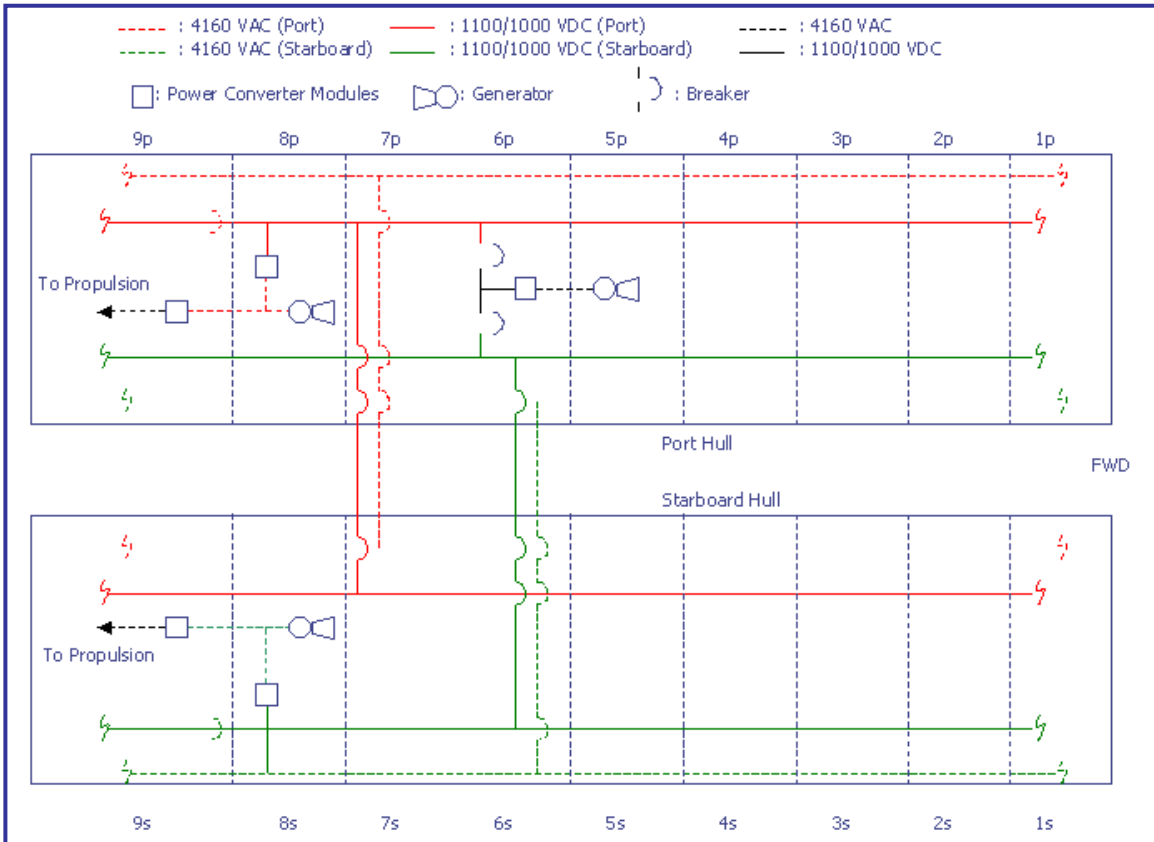 : 4160 VAC (Port) : 1100/1000 VDC (Port) : 4160 VAC
: 4160 VAC (Starboard) : 1100/1000 VDC (Starboard) : 1100/1000 VDC
: Power Converter Modules : Generator : Breaker
9p 8p 7p 6p 5p 4p 3p 2p 1p
To Propulsion
Port Hull
FWD
Starboard Hull
To Propulsion
9s 8s 7s 6s 5s 4s 3s 2s 1s